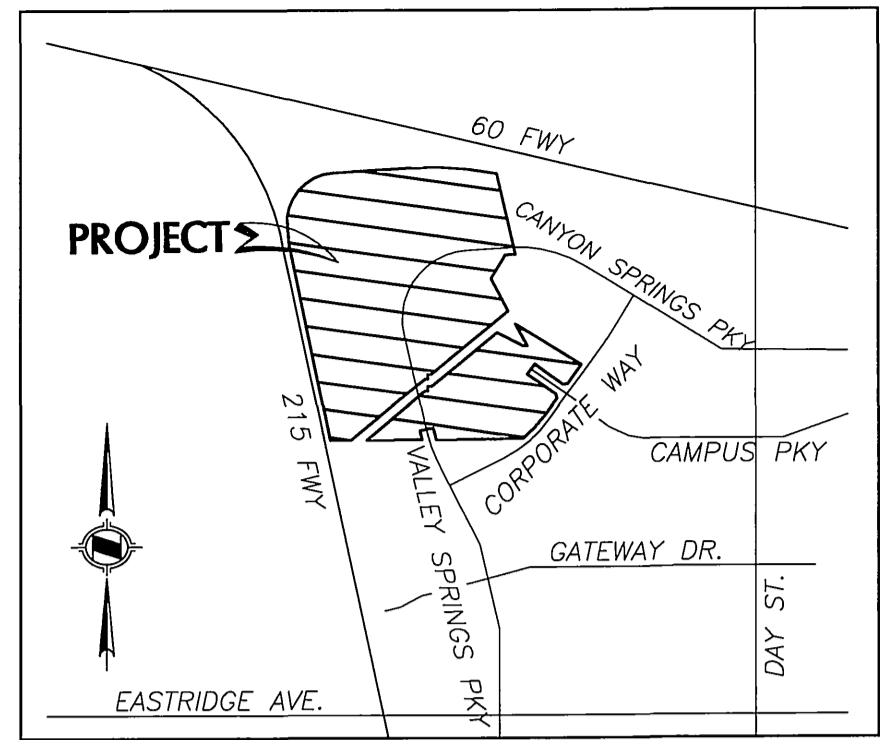 60 FWY
PROJECT
CANYON SPRINGS PKY
215 FWY
CORPORATE WAY
CAMPUS PKY
VALLEY SPRINGS PKY
GATEWAY DR.
DAY ST.
EASTRIDGE AVE.